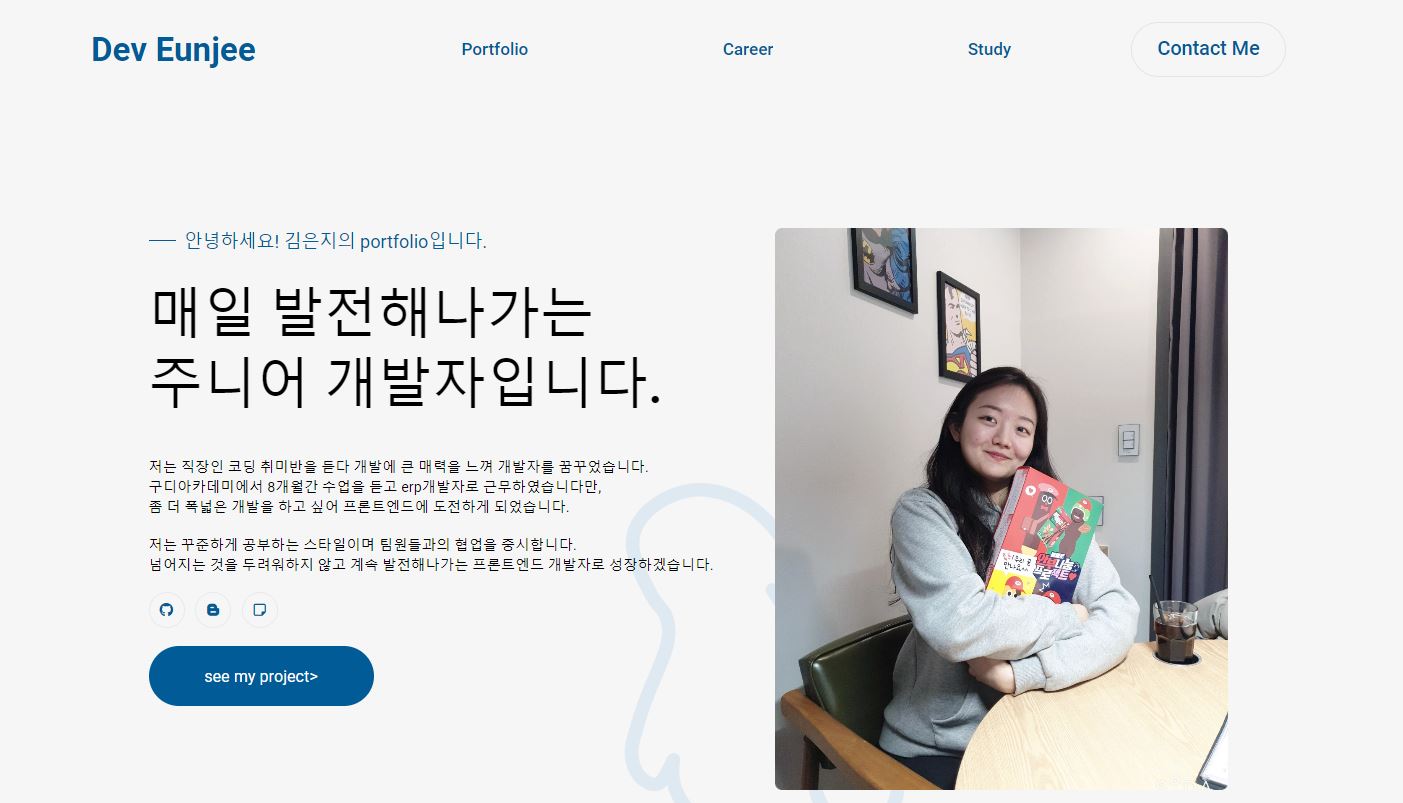 Dev Eunjee
Portfolio
Career
Study
Contact Me
안녕하세요! 김은지의 portfolio입니다.
매일 발전해나가는
주니어 개발자입니다.
저는 직장인 코딩 취미반을 듣다 개발에 큰 매력을 느껴 개발자를 꿈꾸었습니다.
구디아카데미에서 8개월간 수업을 듣고 erp개발자로 근무하였습니다만,
좀 더 폭넓은 개발을 하고 싶어 프론트엔드에 도전하게 되었습니다.
저는 꾸준하게 공부하는 스타일이며 팀원들과의 협업을 중시합니다.
넘어지는 것을 두려워하지 않고 계속 발전해나가는 프론트엔드 개발자로 성장하겠습니다.
see my project>